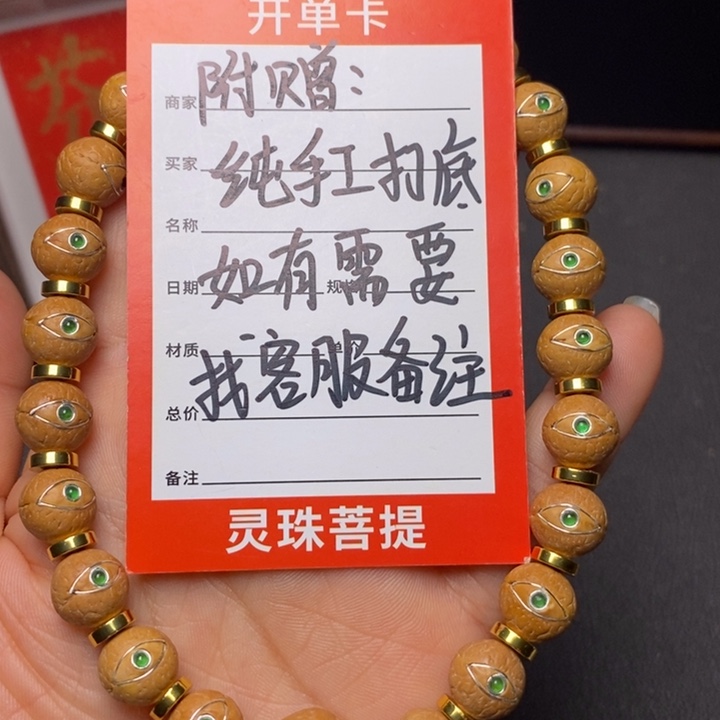 开单卡
商家 附赠：
买家 纯手工打底
名称
日期 如有需要 规格
材质 找客服备注 单价
总价
备注
灵珠菩提